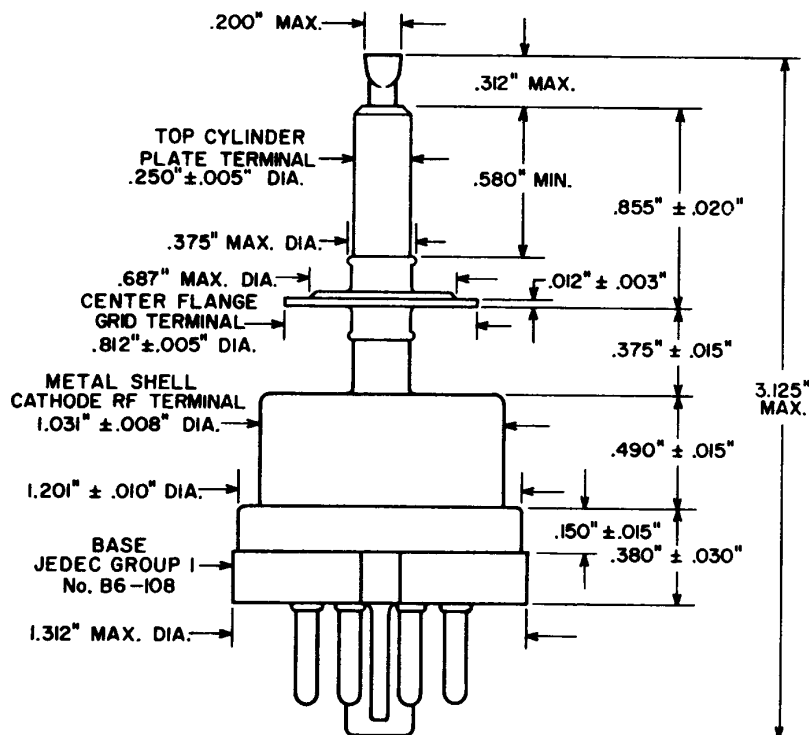 .200" MAX.
.312" MAX.
TOP CYLINDER
PLATE TERMINAL
.250"±.005" DIA.
.580" MIN.
.855" ± .020"
.375" MAX. DIA.
.687" MAX. DIA.
.012" ± .003"
CENTER FLANGE
GRID TERMINAL
.812"±.005" DIA.
.375" ± .015"
METAL SHELL
CATHODE RF TERMINAL
1.031" ±.008" DIA.
3.125"
MAX.
.490" ± .015"
1.201" ± .010" DIA.
.150" ±.015"
.380" ± .030"
BASE
JEDEC GROUP 1
No. B6-108
1.312" MAX. DIA.